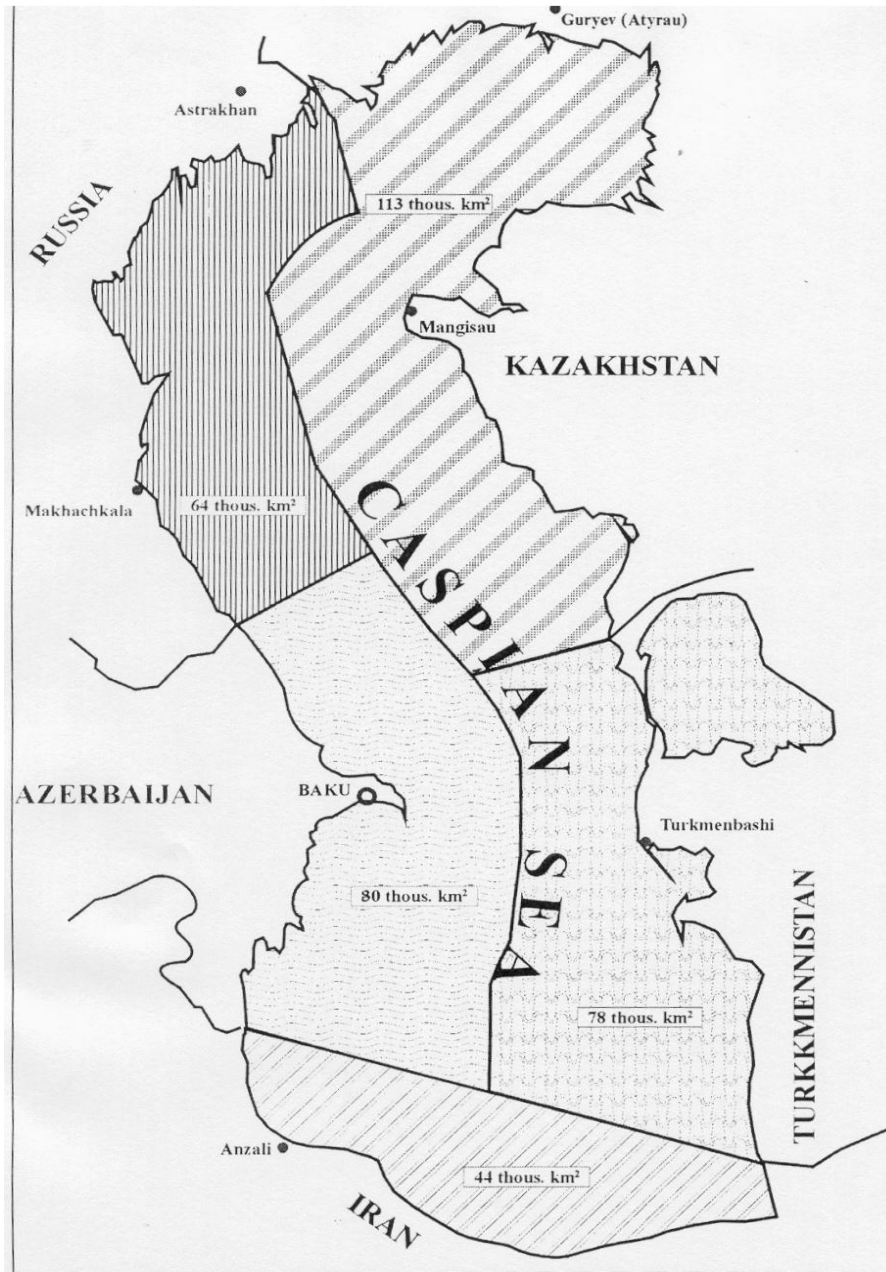 Guryev (Atyrau)
Astrakhan
RUSSIA
113 thous. km²
Mangisau
KAZAKHSTAN
Makhachkala
64 thous. km²
CASPIAN SEA
AZERBAIJAN
BAKU
Turkmenbashi
80 thous. km²
TURKKMENNISTAN
78 thous. km²
Anzali
44 thous. km²
IRAN